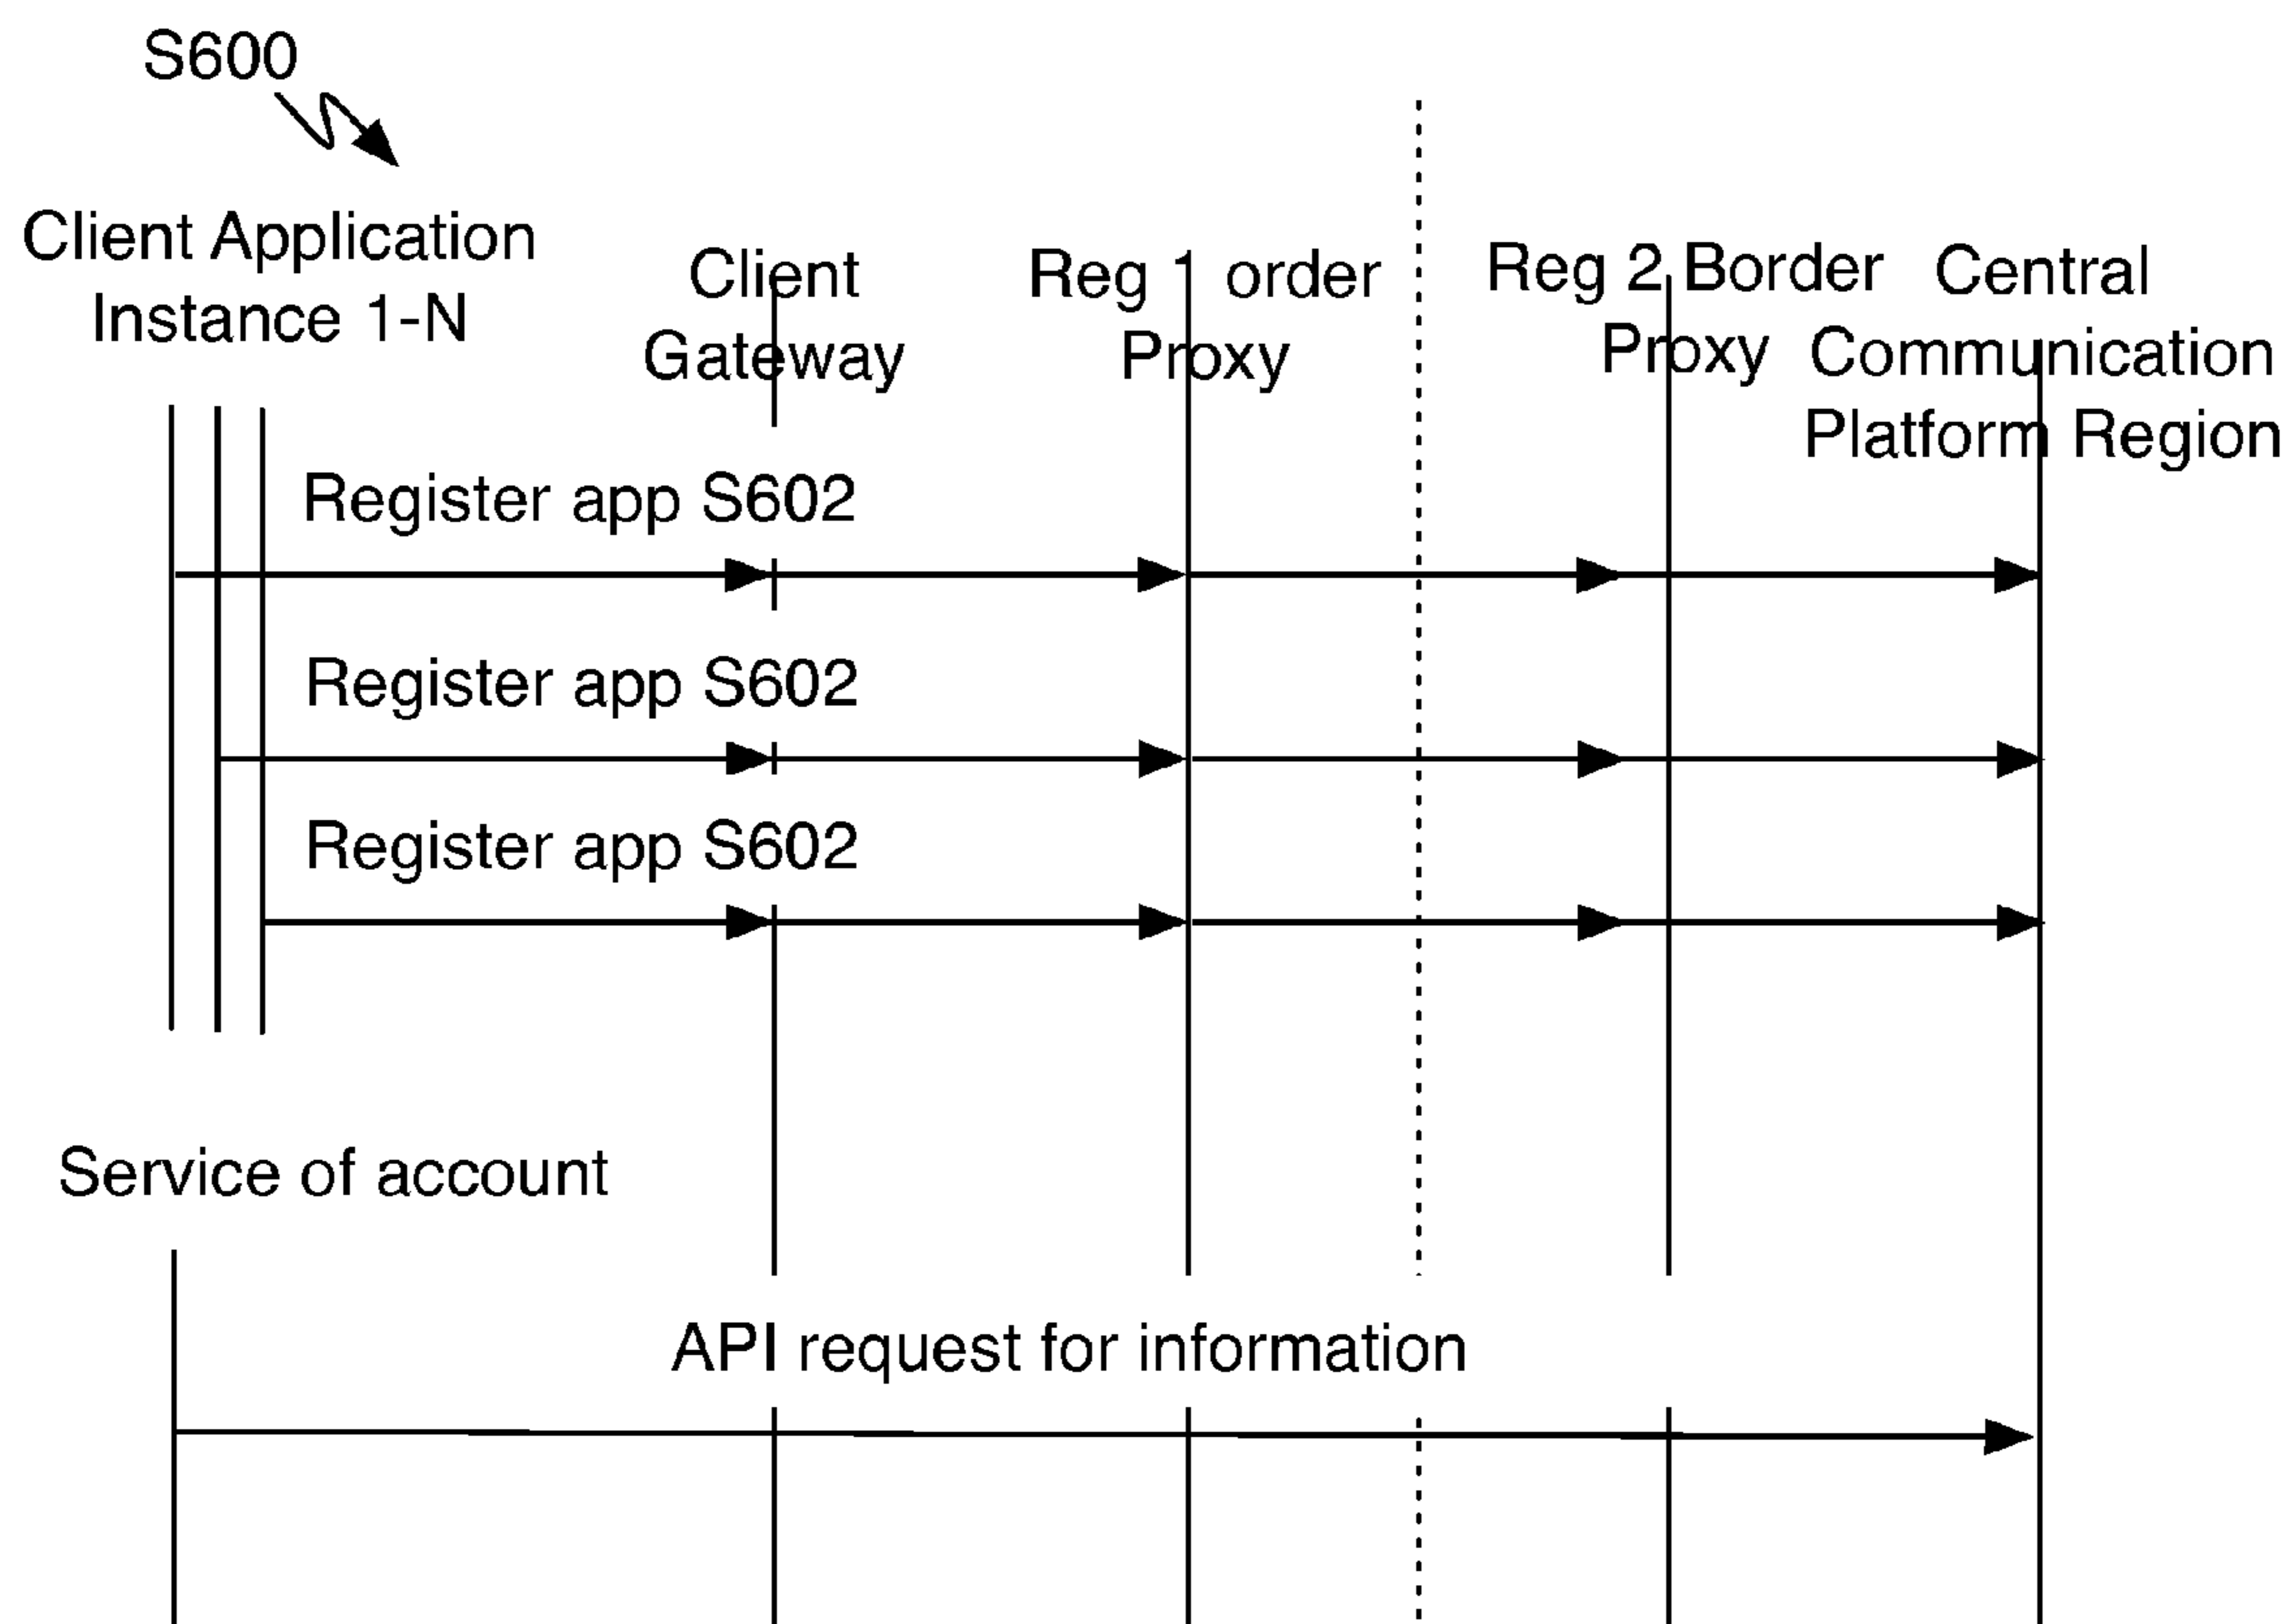 S600
Client Application
Instance 1-N
Client
Gateway
Reg 1 order
Proxy
Reg 2 Border
Proxy
Central
Communication
Platform Region
Register app S602
Register app S602
Register app S602
Service of account
API request for information